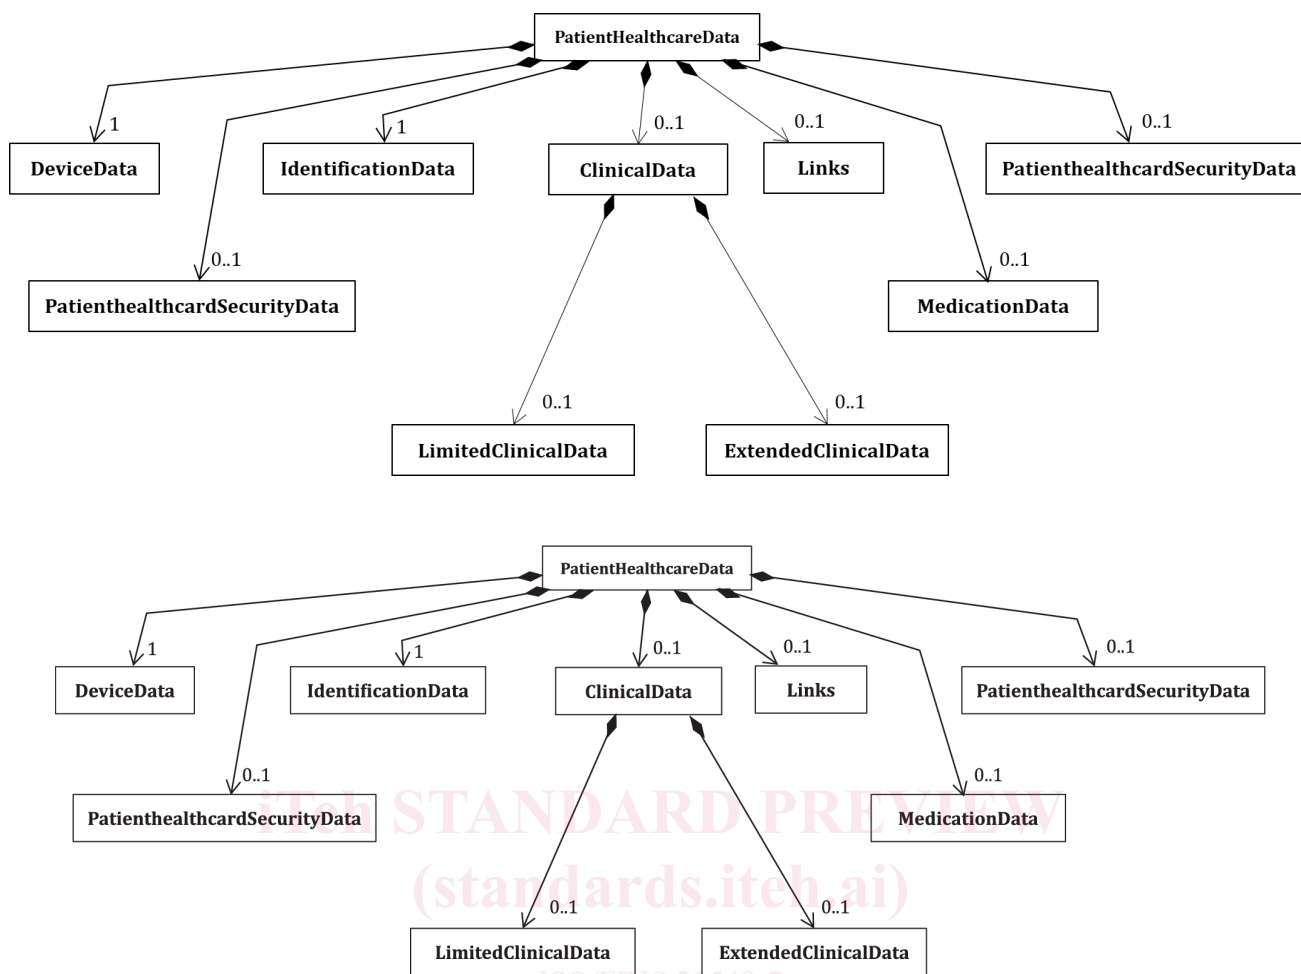 PatientHealthcareData
1
1
0..1
0..1
0..1
DeviceData
IdentificationData
ClinicalData
Links
PatienthealthcardSecurityData
0..1
0..1
PatienthealthcardSecurityData
MedicationData
0..1
0..1
LimitedClinicalData
ExtendedClinicalData
PatientHealthcareData
1
1
0..1
0..1
0..1
DeviceData
IdentificationData
ClinicalData
Links
PatienthealthcardSecurityData
0..1
0..1
PatienthealthcardSecurityData
MedicationData
iTeh STANDARD PREVIEW
(standards.iteh.ai)
0..1
0..1
LimitedClinicalData
ExtendedClinicalData